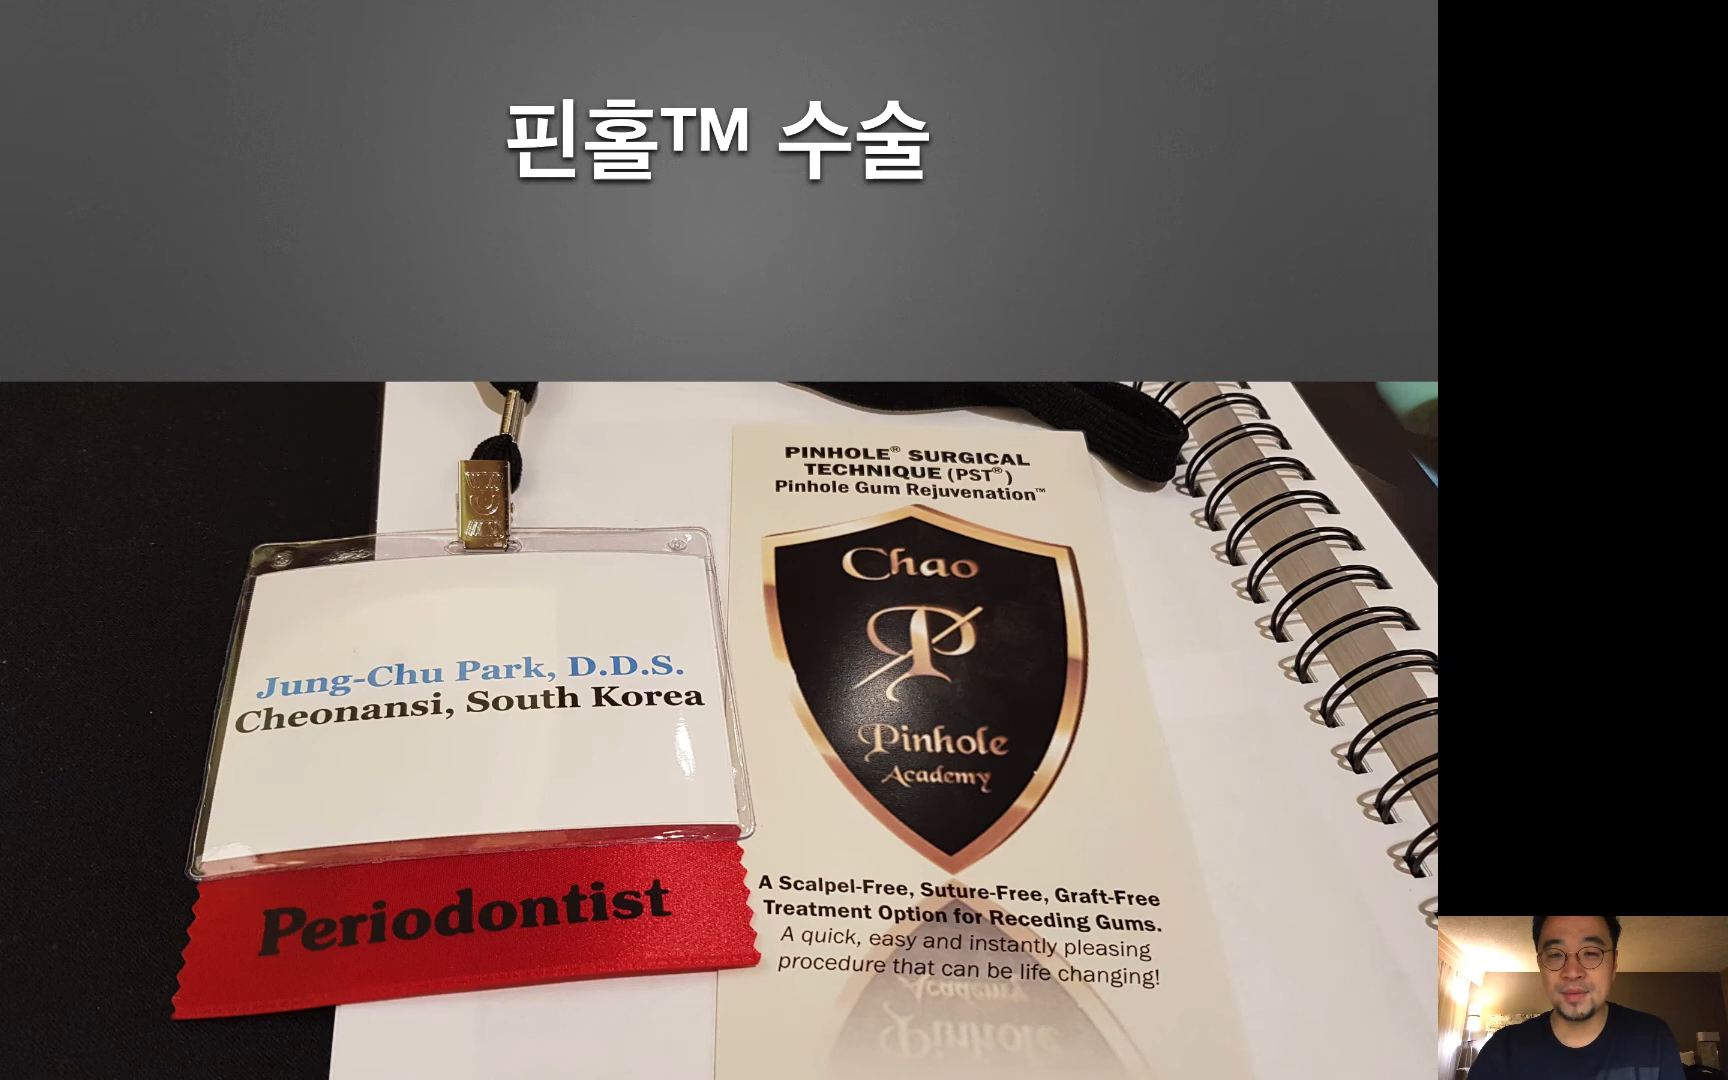 핀홀™ 수술
PINHOLE® SURGICAL
TECHNIQUE (PST®)
Pinhole Gum Rejuvenation™
Chao
P
Pinhole
Academy
Jung-Chu Park, D.D.S.
Cheonansi, South Korea
Periodontist
A Scalpel-Free, Suture-Free, Graft-Free
Treatment Option for Receding Gums.
A quick, easy and instantly pleasing
procedure that can be life changing!
Academy
Pinhole